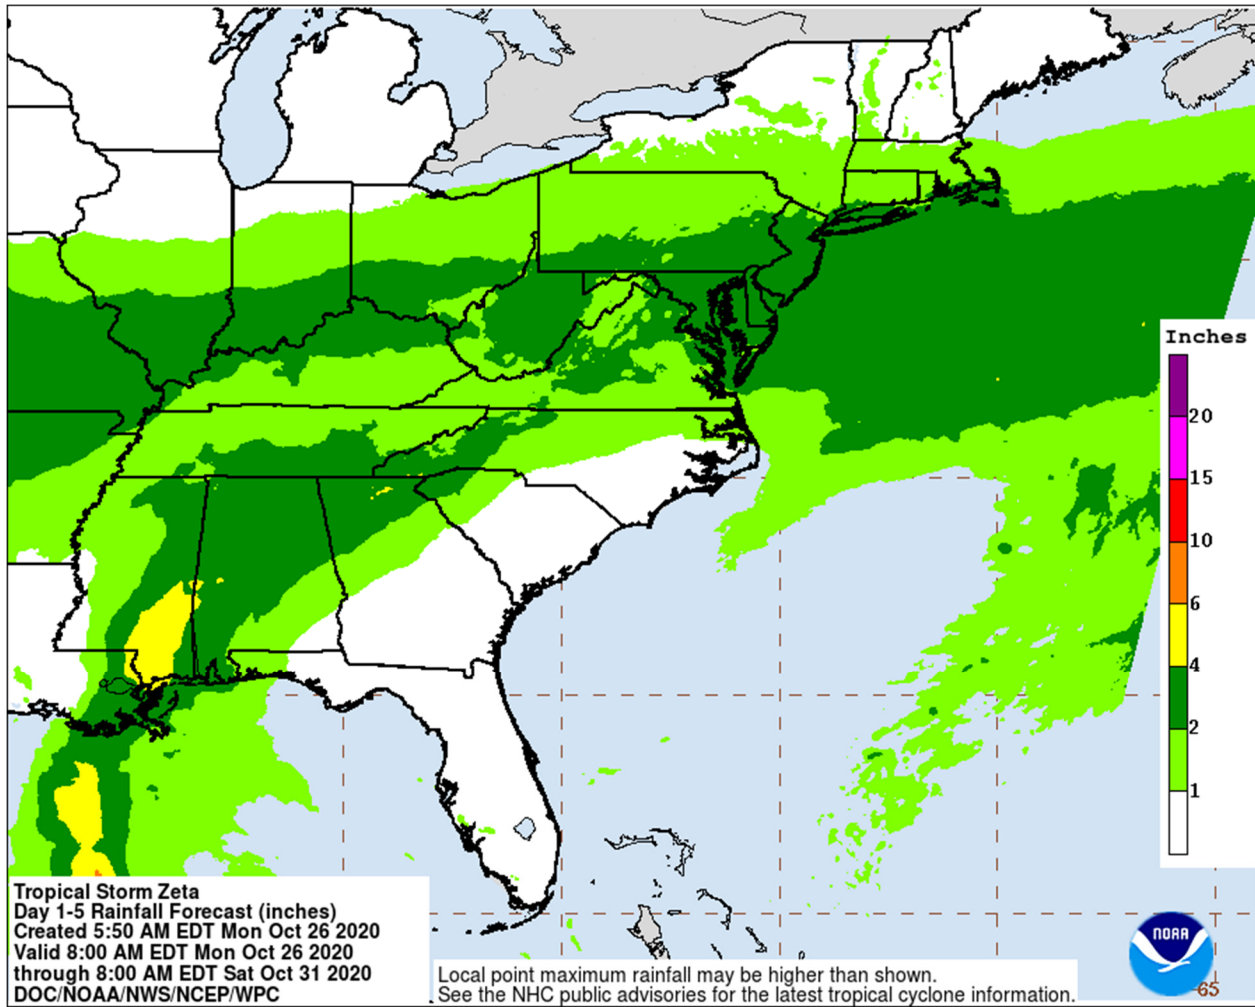 Inches
20
15
10
6
4
2
1
Tropical Storm Zeta
Day 1-5 Rainfall Forecast (inches)
Created 5:50 AM EDT Mon Oct 26 2020
Valid 8:00 AM EDT Mon Oct 26 2020
through 8:00 AM EDT Sat Oct 31 2020
DOC/NOAA/NWS/NCEP/WPC
Local point maximum rainfall may be higher than shown.
See the NHC public advisories for the latest tropical cyclone information.
NOAA
-65